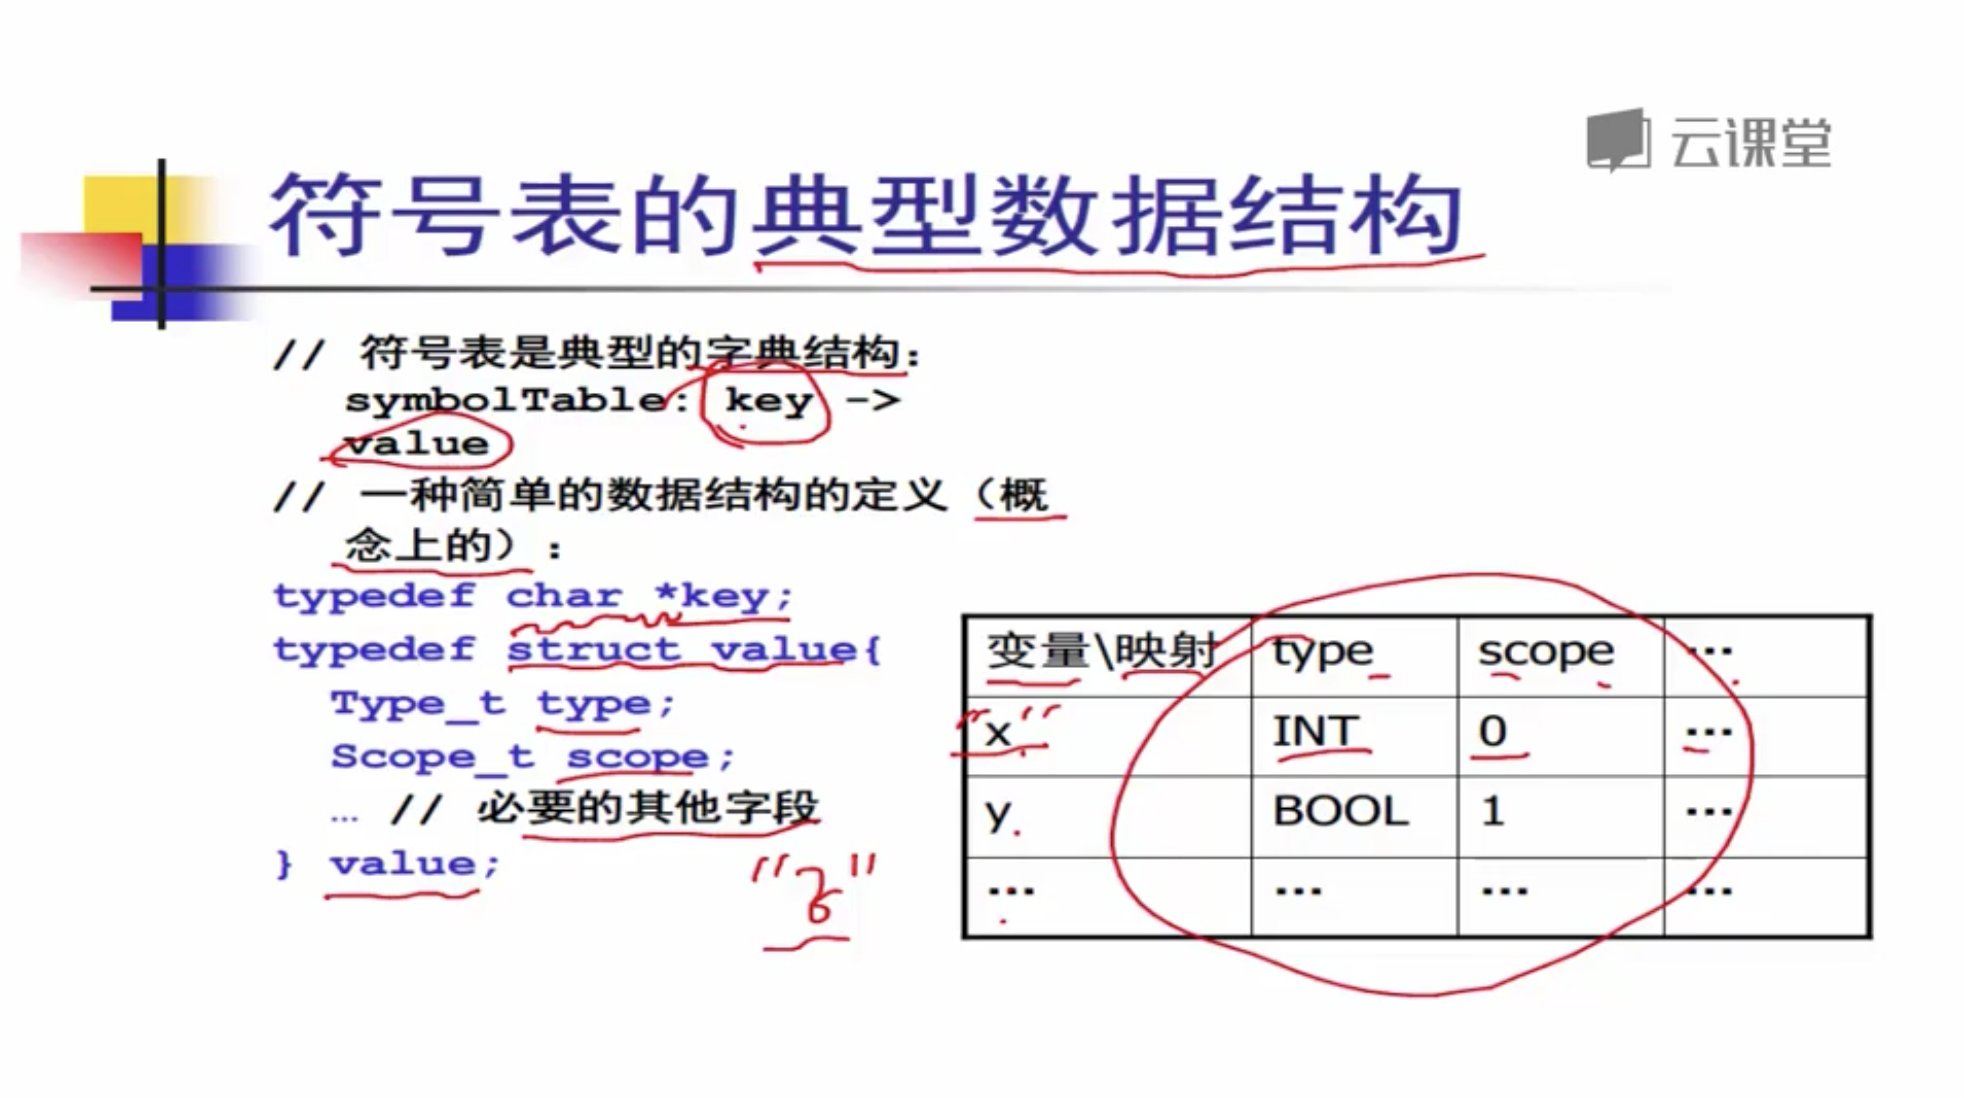 云课堂
符号表的典型数据结构
// 符号表是典型的字典结构：
symbolTable: key ->
value
// 一种简单的数据结构的定义（概
念上的）：
typedef char *key;
typedef struct value{
Type_t type;
Scope_t scope;
… // 必要的其他字段
} value;
"z"
变量\映射 type scope …
"x" INT 0 …
y BOOL 1 …
… … … …